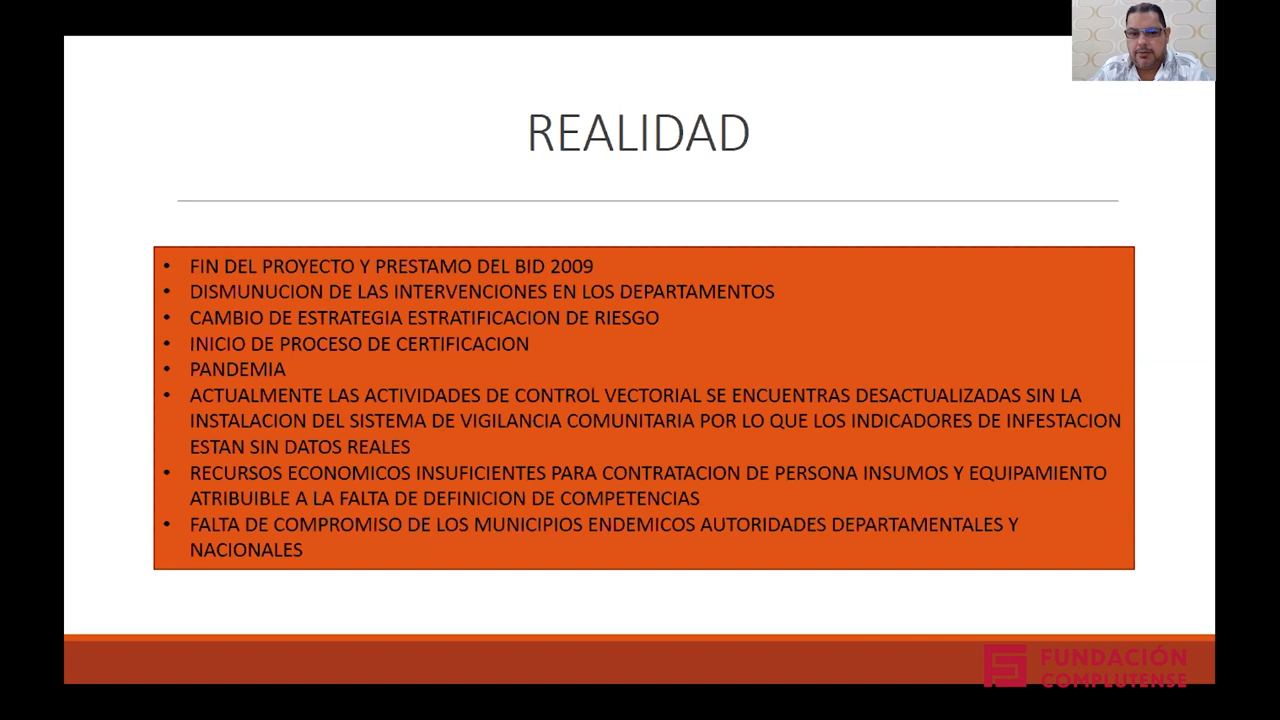 REALIDAD
• FIN DEL PROYECTO Y PRESTAMO DEL BID 2009
• DISMUNUCION DE LAS INTERVENCIONES EN LOS DEPARTAMENTOS
• CAMBIO DE ESTRATEGIA ESTRATIFICACION DE RIESGO
• INICIO DE PROCESO DE CERTIFICACION
• PANDEMIA
• ACTUALMENTE LAS ACTIVIDADES DE CONTROL VECTORIAL SE ENCUENTRAS DESACTUALIZADAS SIN LA
INSTALACION DEL SISTEMA DE VIGILANCIA COMUNITARIA POR LO QUE LOS INDICADORES DE INFESTACION
ESTAN SIN DATOS REALES
• RECURSOS ECONOMICOS INSUFICIENTES PARA CONTRATACION DE PERSONA INSUMOS Y EQUIPAMIENTO
ATRIBUIBLE A LA FALTA DE DEFINICION DE COMPETENCIAS
• FALTA DE COMPROMISO DE LOS MUNICIPIOS ENDEMICOS AUTORIDADES DEPARTAMENTALES Y
NACIONALES
FUNDACIÓN
COMPLUTENSE